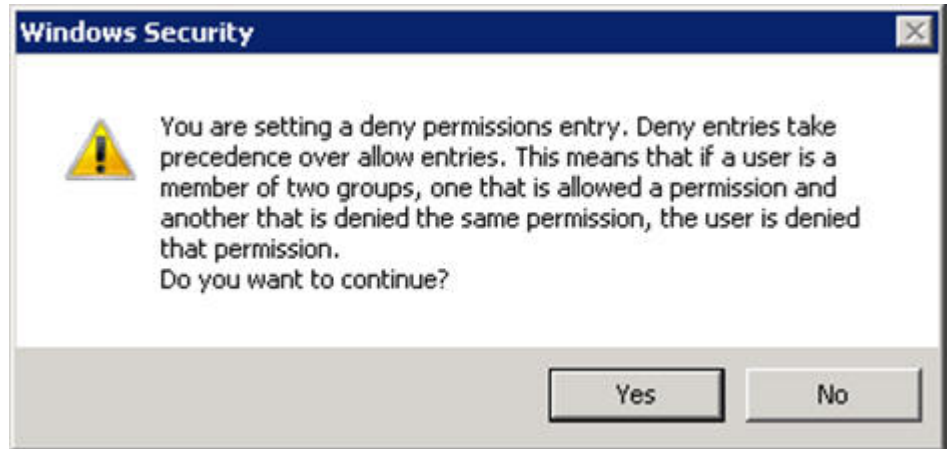 Windows Security
You are setting a deny permissions entry. Deny entries take
precedence over allow entries. This means that if a user is a
member of two groups, one that is allowed a permission and
another that is denied the same permission, the user is denied
that permission.
Do you want to continue?
Yes No